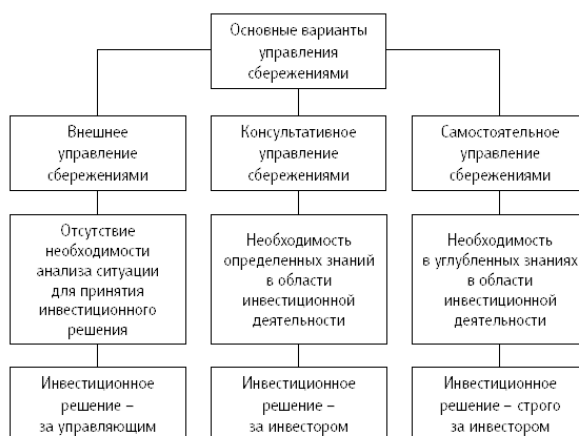 Основные варианты
управления
сбережениями
Внешнее
управление
сбережениями
Консультативное
управление
сбережениями
Самостоятельное
управление
сбережениями
Отсутствие
необходимости
анализа ситуации
для принятия
инвестиционного
решения
Необходимость
определенных знаний
в области
инвестиционной
деятельности
Необходимость
в углубленных знаниях
в области
инвестиционной
деятельности
Инвестиционное
решение –
за управляющим
Инвестиционное
решение –
за инвестором
Инвестиционное
решение – строго
за инвестором